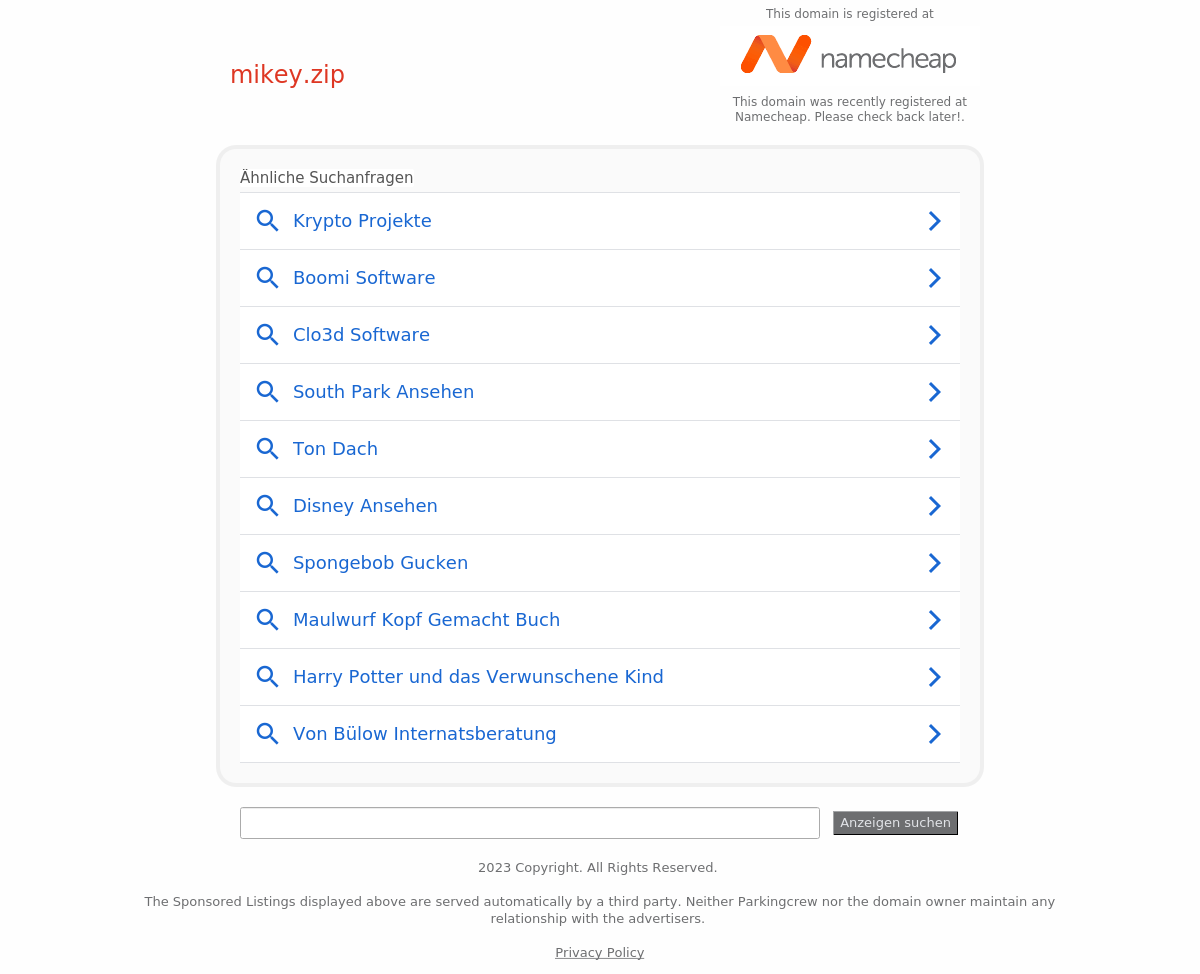 This domain is registered at
namecheap
mikey.zip
This domain was recently registered at
Namecheap. Please check back later!.
Ähnliche Suchanfragen
Krypto Projekte
Boomi Software
Clo3d Software
South Park Ansehen
Ton Dach
Disney Ansehen
Spongebob Gucken
Maulwurf Kopf Gemacht Buch
Harry Potter und das Verwunschene Kind
Von Bülow Internatsberatung
Anzeigen suchen
2023 Copyright. All Rights Reserved.
The Sponsored Listings displayed above are served automatically by a third party. Neither Parkingcrew nor the domain owner maintain any
relationship with the advertisers.
Privacy Policy